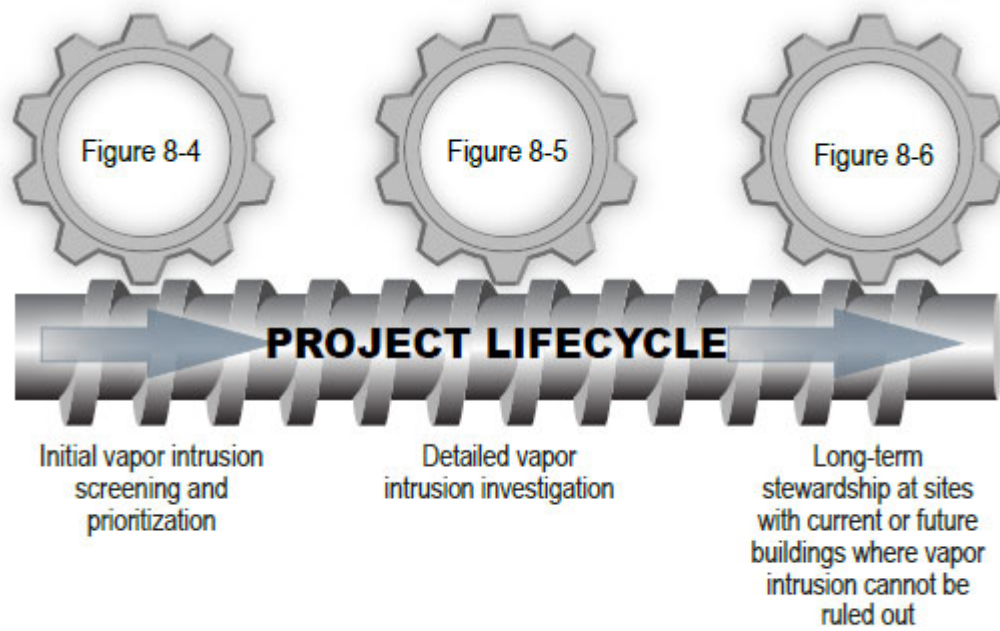 Figure 8-4
Figure 8-5
Figure 8-6
PROJECT LIFECYCLE
Initial vapor intrusion
screening and
prioritization
Detailed vapor
intrusion investigation
Long-term
stewardship at sites
with current or future
buildings where vapor
intrusion cannot be
ruled out